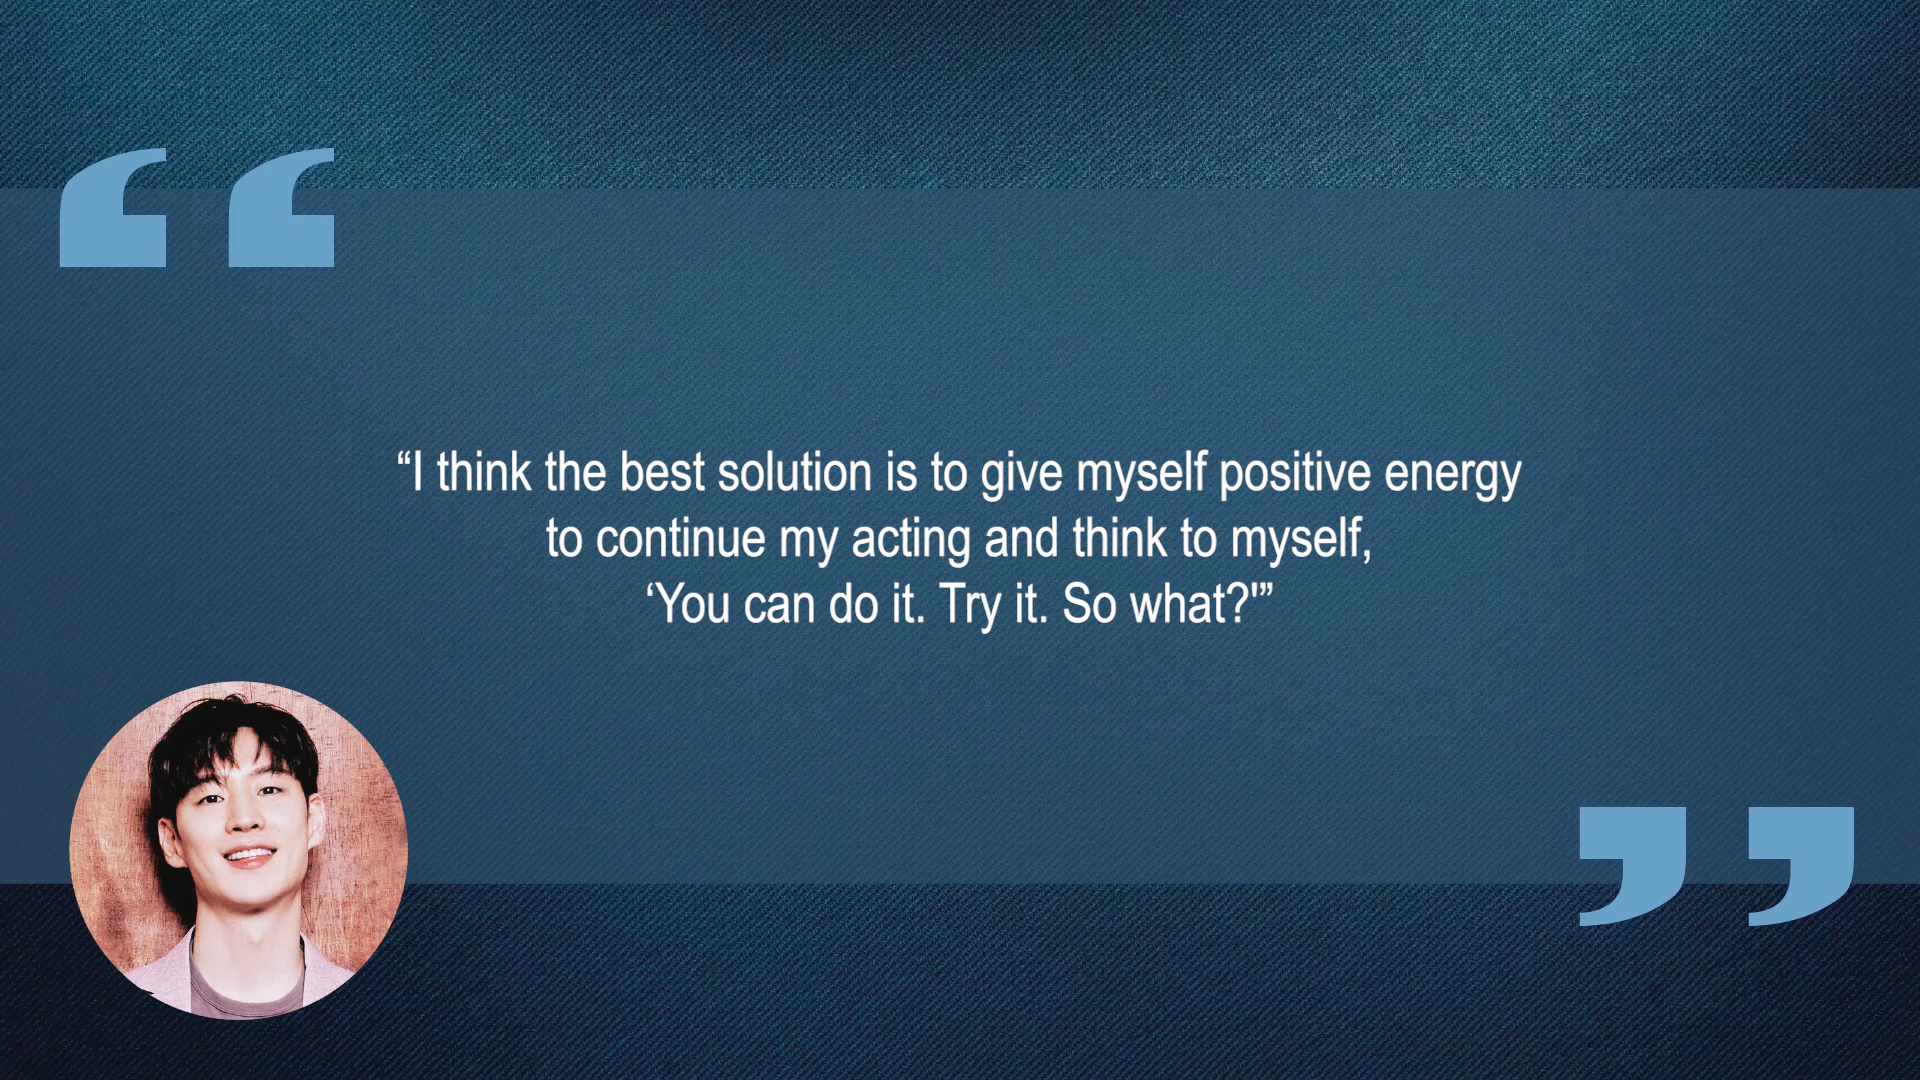 “I think the best solution is to give myself positive energy
to continue my acting and think to myself,
‘You can do it. Try it. So what?'”